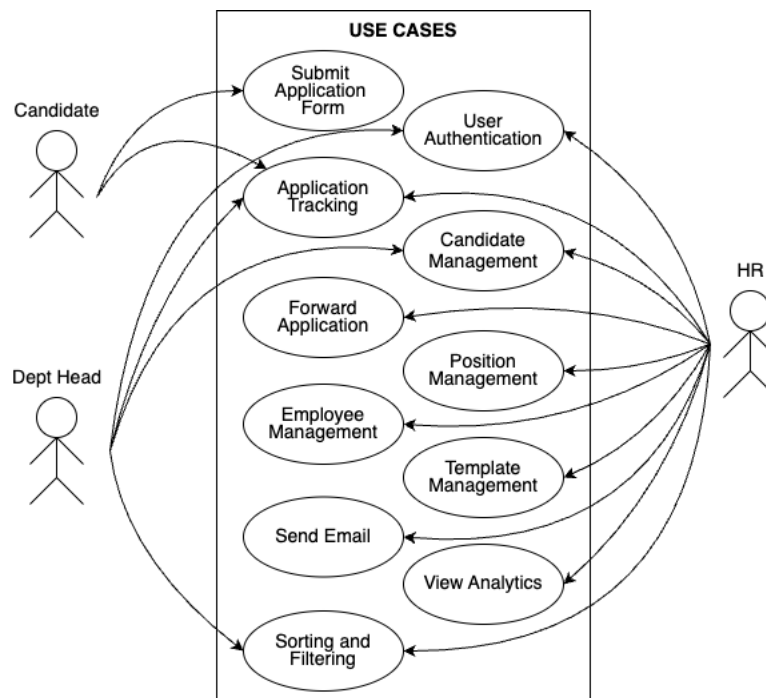 USE CASES
Submit
Application
Form
Candidate
User
Authentication
Application
Tracking
Candidate
Management
HR
Forward
Application
Position
Management
Dept Head
Employee
Management
Template
Management
Send Email
View Analytics
Sorting and
Filtering